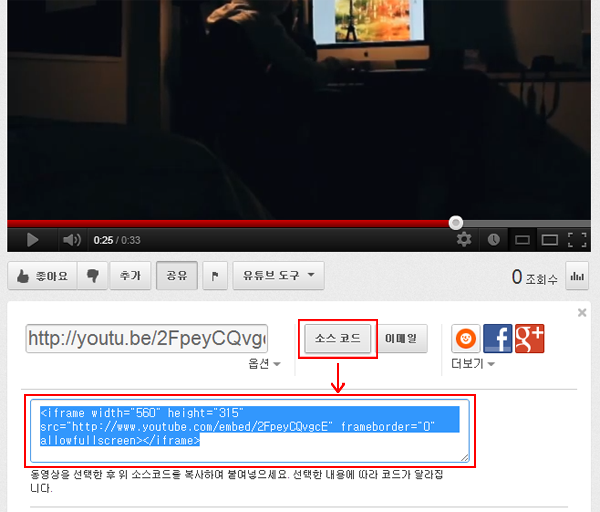 0:25 / 0:33
좋아요 추가 공유 유튜브 도구 0 조회수
http://youtu.be/2FpeyCQvgc 소스 코드 이메일
옵션 더보기
<iframe width="560" height="315"
src="http://www.youtube.com/embed/2FpeyCQvgcE" frameborder="0"
allowfullscreen></iframe>
동영상을 선택한 후 위 소스코드를 복사하여 붙여넣으세요. 선택한 내용에 따라 코드가 달라집
니다.